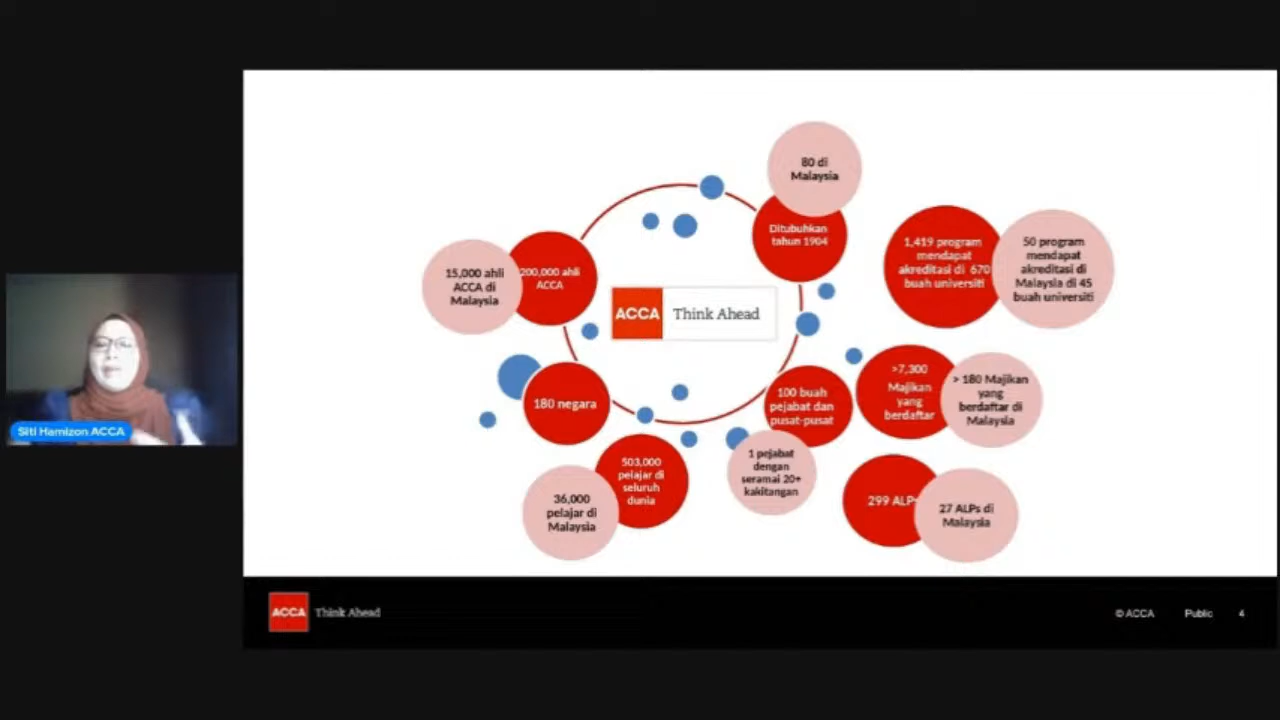 80 di
Malaysia
Ditubuhkan
tahun 1904
1,419 program
mendapat
akreditasi di 670
buah universiti
50 program
mendapat
akreditasi di
Malaysia di 45
buah universiti
15,000 ahli
ACCA di
Malaysia
200,000 ahli
ACCA
ACCA Think Ahead
>7,300
Majikan
yang
berdaftar
> 180 Majikan
yang
berdaftar di
Malaysia
180 negara
100 buah
pejabat dan
pusat-pusat
1 pejabat
dengan
seramai 20+
kakitangan
503,000
pelajar di
seluruh
dunia
36,000
pelajar di
Malaysia
299 ALPs
27 ALPs di
Malaysia
Siti Hamizon ACCA
ACCA Think Ahead
© ACCA Public 4